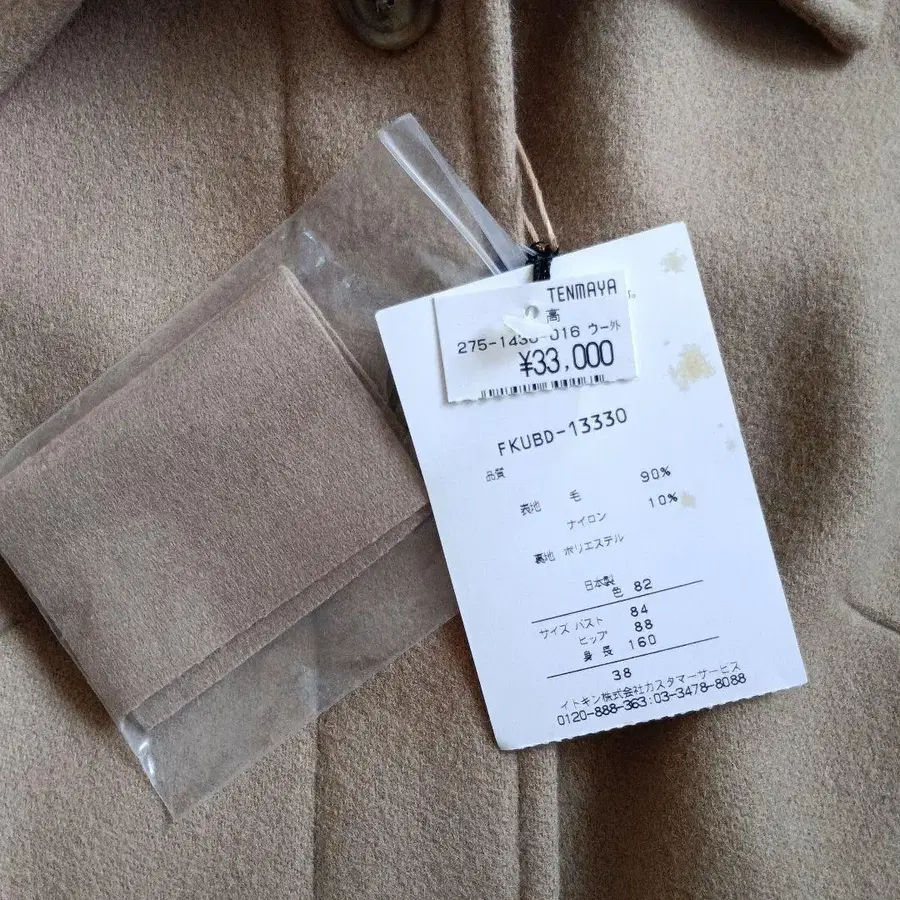 TENMAYA
高
275-1430-016 ウー外
¥33,000
FKUBD-13330
品質
表地 毛 90%
ナイロン 10%
裏地 ポリエステル
日本製
色 82
サイズ バスト 84
ヒップ 88
身長 160
38
イトキン株式会社カスタマーサービス
0120-888-363:03-3478-8088